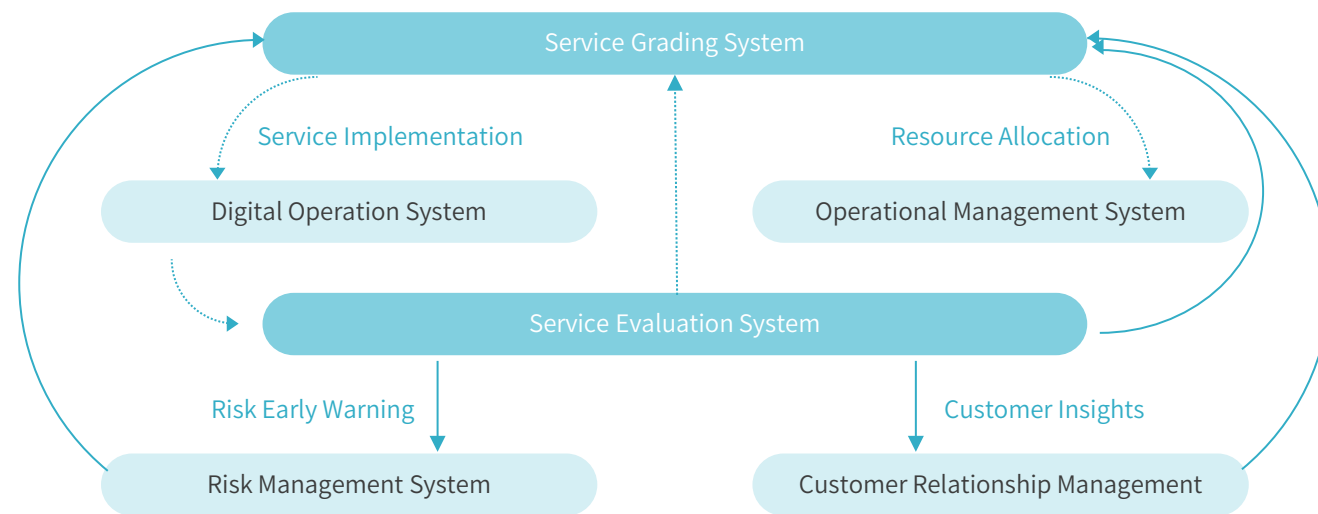 Service Grading System
Service Implementation
Resource Allocation
Digital Operation System
Operational Management System
Service Evaluation System
Risk Early Warning
Customer Insights
Risk Management System
Customer Relationship Management